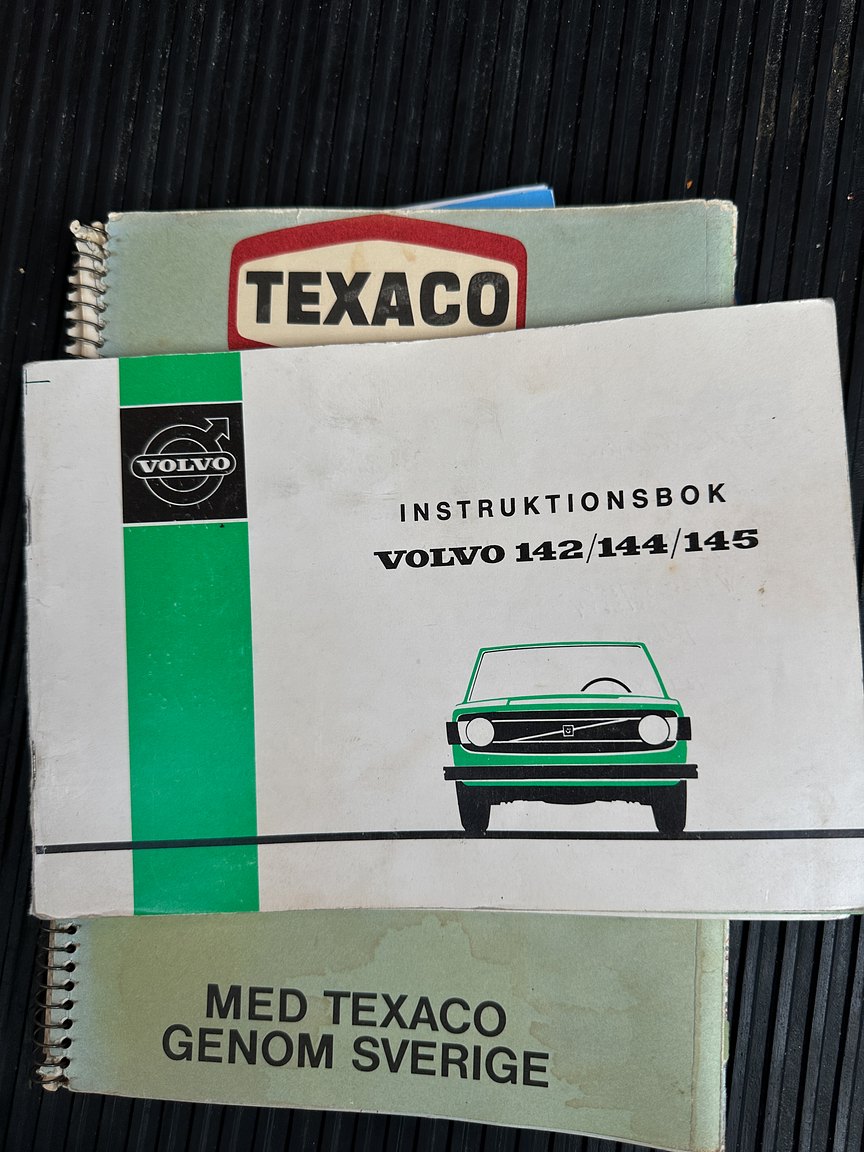 TEXACO
VOLVO
INSTRUKTIONSBOK
VOLVO 142/144/145
MED TEXACO
GENOM SVERIGE